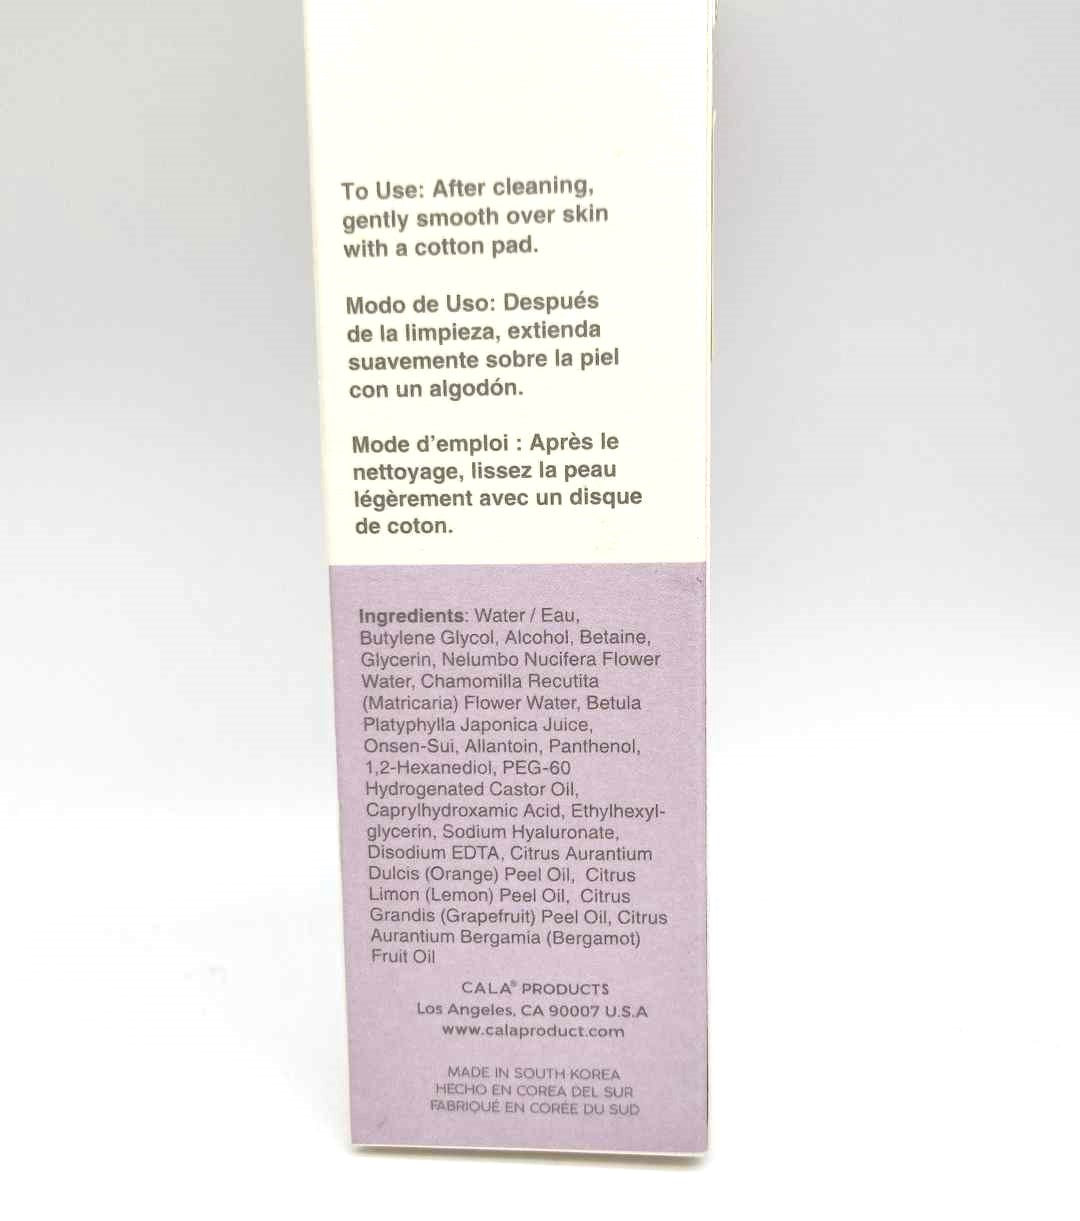 To Use: After cleaning,
gently smooth over skin
with a cotton pad.
Modo de Uso: Después
de la limpieza, extienda
suavemente sobre la piel
con un algodón.
Mode d'emploi : Après le
nettoyage, lissez la peau
légèrement avec un disque
de coton.
Ingredients: Water / Eau,
Butylene Glycol, Alcohol, Betaine,
Glycerin, Nelumbo Nucifera Flower
Water, Chamomilla Recutita
(Matricaria) Flower Water, Betula
Platyphylla Japonica Juice,
Onsen-Sui, Allantoin, Panthenol,
1,2-Hexanediol, PEG-60
Hydrogenated Castor Oil,
Caprylhydroxamic Acid, Ethylhexyl-
glycerin, Sodium Hyaluronate,
Disodium EDTA, Citrus Aurantium
Dulcis (Orange) Peel Oil, Citrus
Limon (Lemon) Peel Oil, Citrus
Grandis (Grapefruit) Peel Oil, Citrus
Aurantium Bergamia (Bergamot)
Fruit Oil
CALA® PRODUCTS
Los Angeles, CA 90007 U.S.A
www.calaproduct.com
MADE IN SOUTH KOREA
HECHO EN COREA DEL SUR
FABRIQUÉ EN CORÉE DU SUD